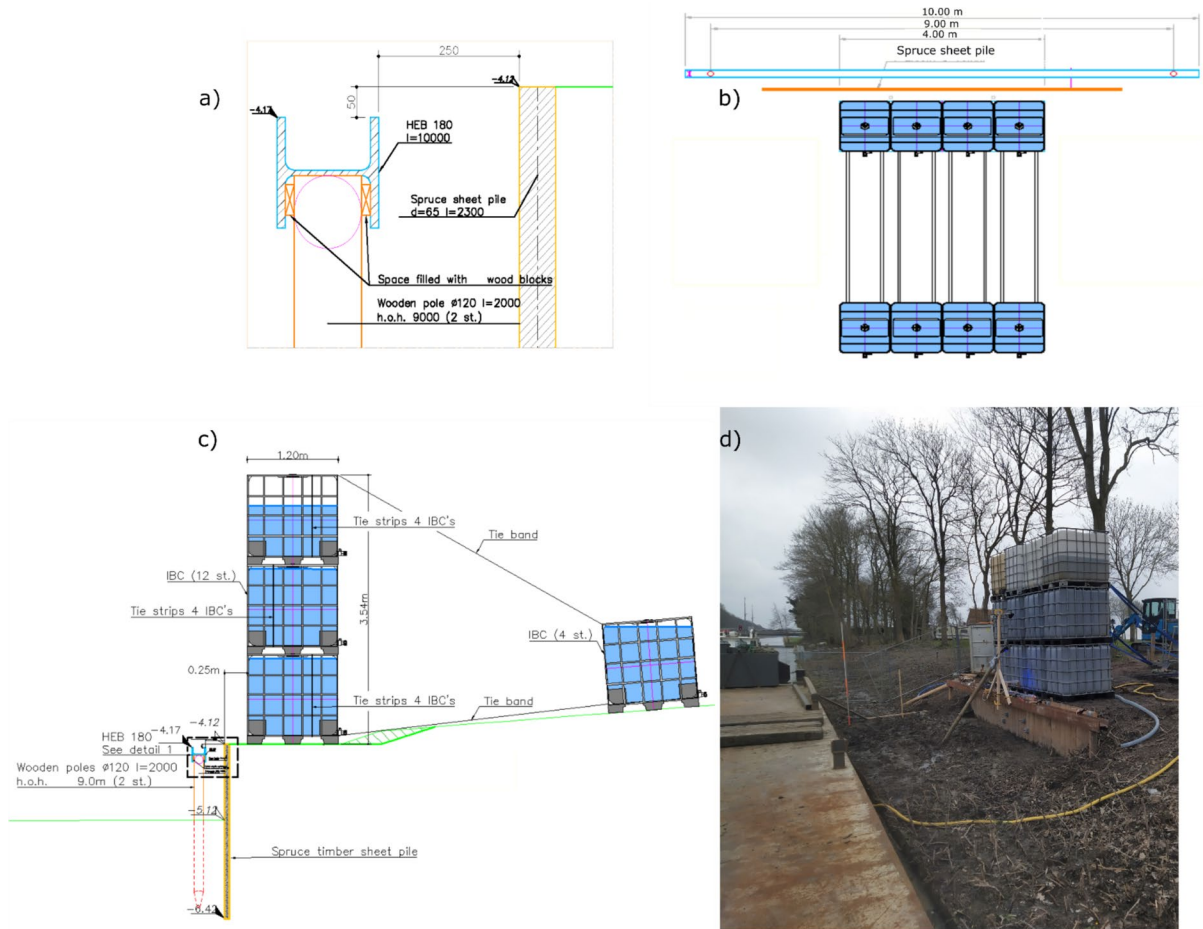 a)
250
-4.12
-4.17
50
HEB 180
l=10000
Spruce sheet pile
d=65 l=2300
Space filled with wood blocks
Wooden pole ø120 l=2000
h.o.h. 9000 (2 st.)
b)
10.00 m
9.00 m
4.00 m
Spruce sheet pile
c)
1.20m
Tie strips 4 IBC's
Tie band
IBC (12 st.)
Tie strips 4 IBC's
3.54m
IBC (4 st.)
0.25m
Tie strips 4 IBC's
Tie band
HEB 180
-4.17
-4.12
See detail 1
Wooden poles ø120 l=2000
h.o.h. 9.0m (2 st.)
-5.12
Spruce timber sheet pile
-6.42
d)